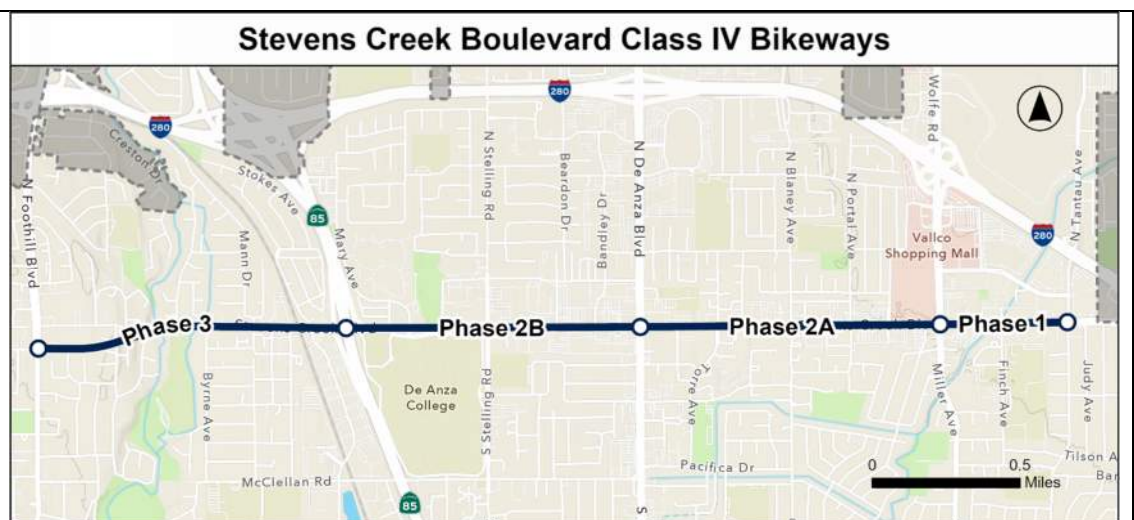 Stevens Creek Boulevard Class IV Bikeways
280
280
280
85
85
N Foothill Blvd
Creston Dr
Stokes Ave
Mann Dr
Mary Ave
N Stelling Rd
Beardon Dr
Bandley Dr
N De Anza Blvd
N Blaney Ave
N Portal Ave
Wolfe Rd
N Tantau Ave
Vallco
Shopping Mall
Phase 3
Phase 2B
Phase 2A
Phase 1
Byrne Ave
De Anza
College
Stelling Rd
S
Torre Ave
Miller Ave
Finch Ave
Judy Ave
McClellan Rd
Pacifica Dr
Tilson A
Bar
0
0.5
Miles